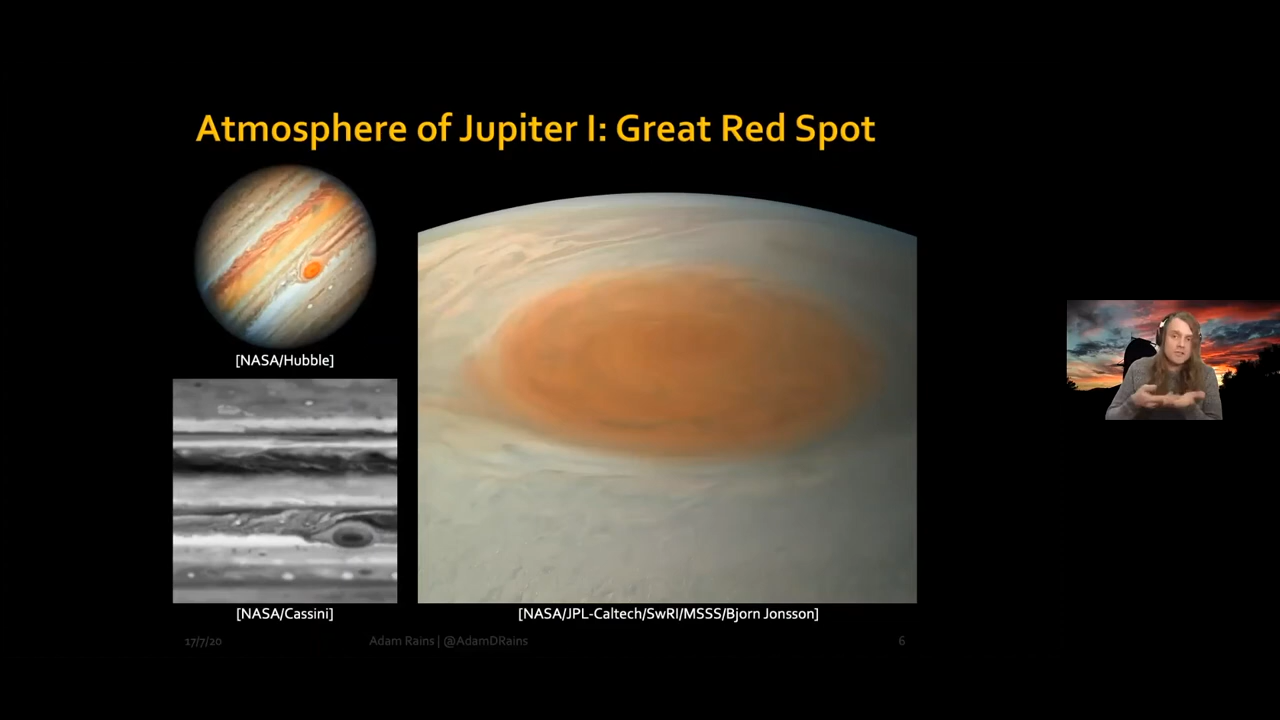 Atmosphere of Jupiter I: Great Red Spot
[NASA/Hubble]
[NASA/Cassini]
[NASA/JPL-Caltech/SwRI/MSSS/Bjorn Jonsson]
17/7/20
Adam Rains | @AdamDRains
6